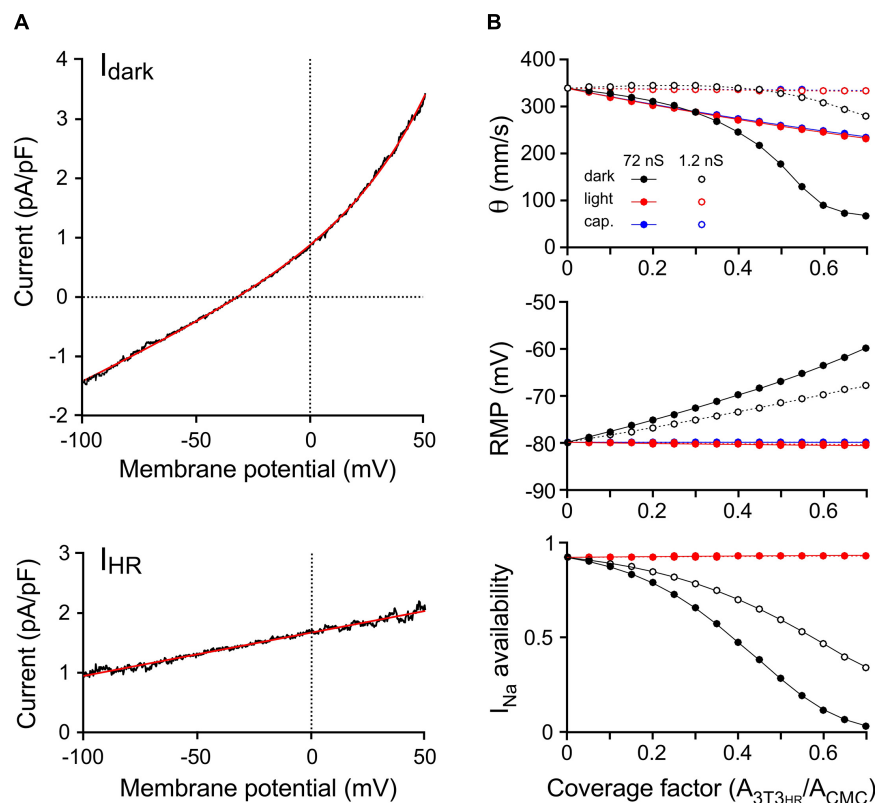 A
I_dark
4
3
2
1
0
-1
-2
Current (pA/pF)
-100
-50
0
50
Membrane potential (mV)
I_HR
3
2
1
0
Current (pA/pF)
-100
-50
0
50
Membrane potential (mV)
B
400
300
200
100
0
θ (mm/s)
72 nS 1.2 nS
dark
light
cap.
0 0.2 0.4 0.6
-50
-60
-70
-80
-90
RMP (mV)
0 0.2 0.4 0.6
1
0.5
0
I_Na availability
0 0.2 0.4 0.6
Coverage factor (A_3T3HR/A_CMC)